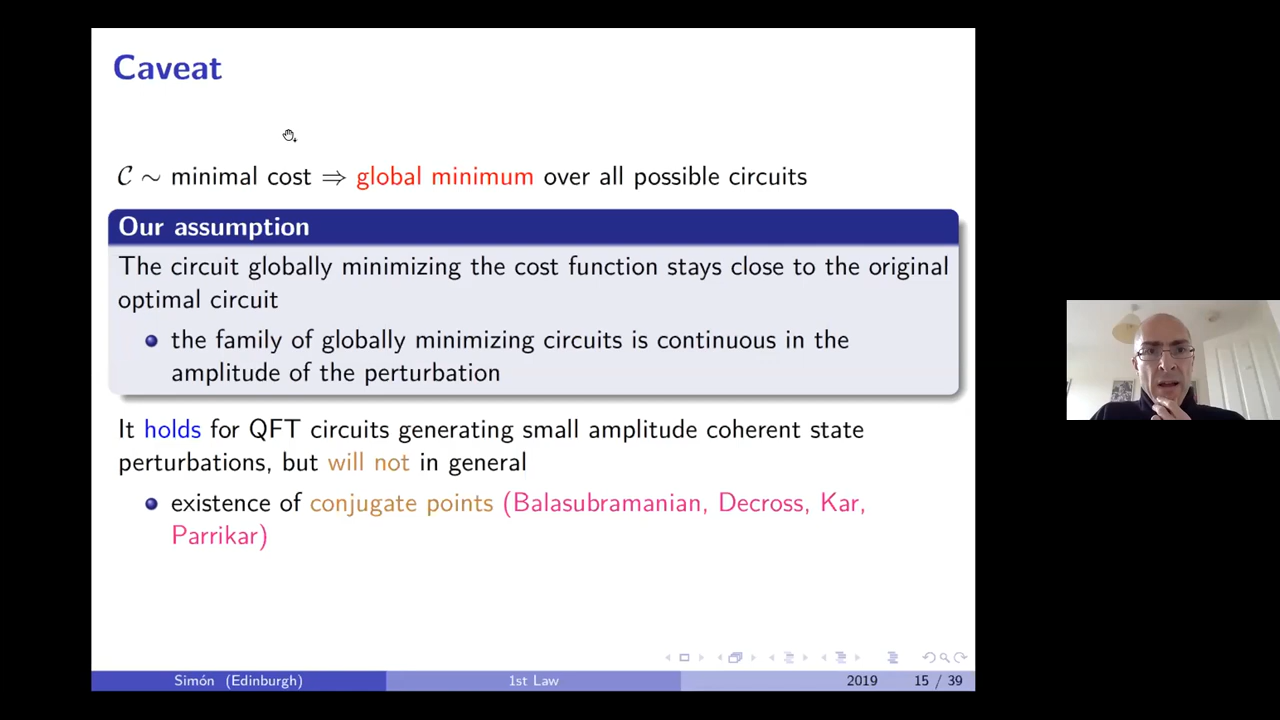 Caveat
𝒞 ∼ minimal cost ⇒ global minimum over all possible circuits
Our assumption
The circuit globally minimizing the cost function stays close to the original
optimal circuit
the family of globally minimizing circuits is continuous in the
amplitude of the perturbation
It holds for QFT circuits generating small amplitude coherent state
perturbations, but will not in general
existence of conjugate points (Balasubramanian, Decross, Kar,
Parrikar)
Simón (Edinburgh) 1st Law 2019 15 / 39